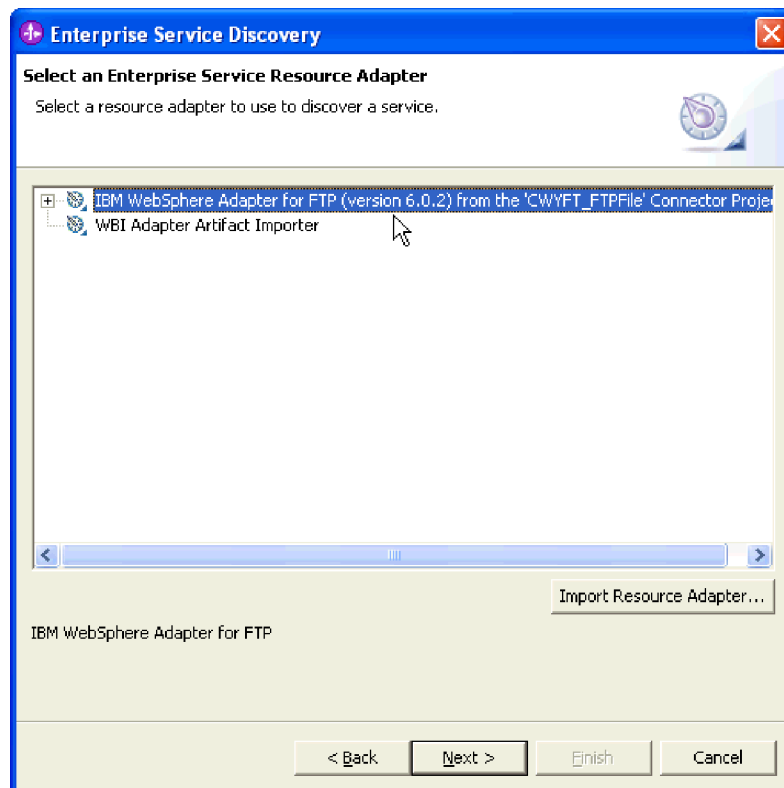 Enterprise Service Discovery
Select an Enterprise Service Resource Adapter
Select a resource adapter to use to discover a service.
IBM WebSphere Adapter for FTP (version 6.0.2) from the 'CWYFT_FTPFile' Connector Proje
WBI Adapter Artifact Importer
Import Resource Adapter...
IBM WebSphere Adapter for FTP
< Back
Next >
Finish
Cancel